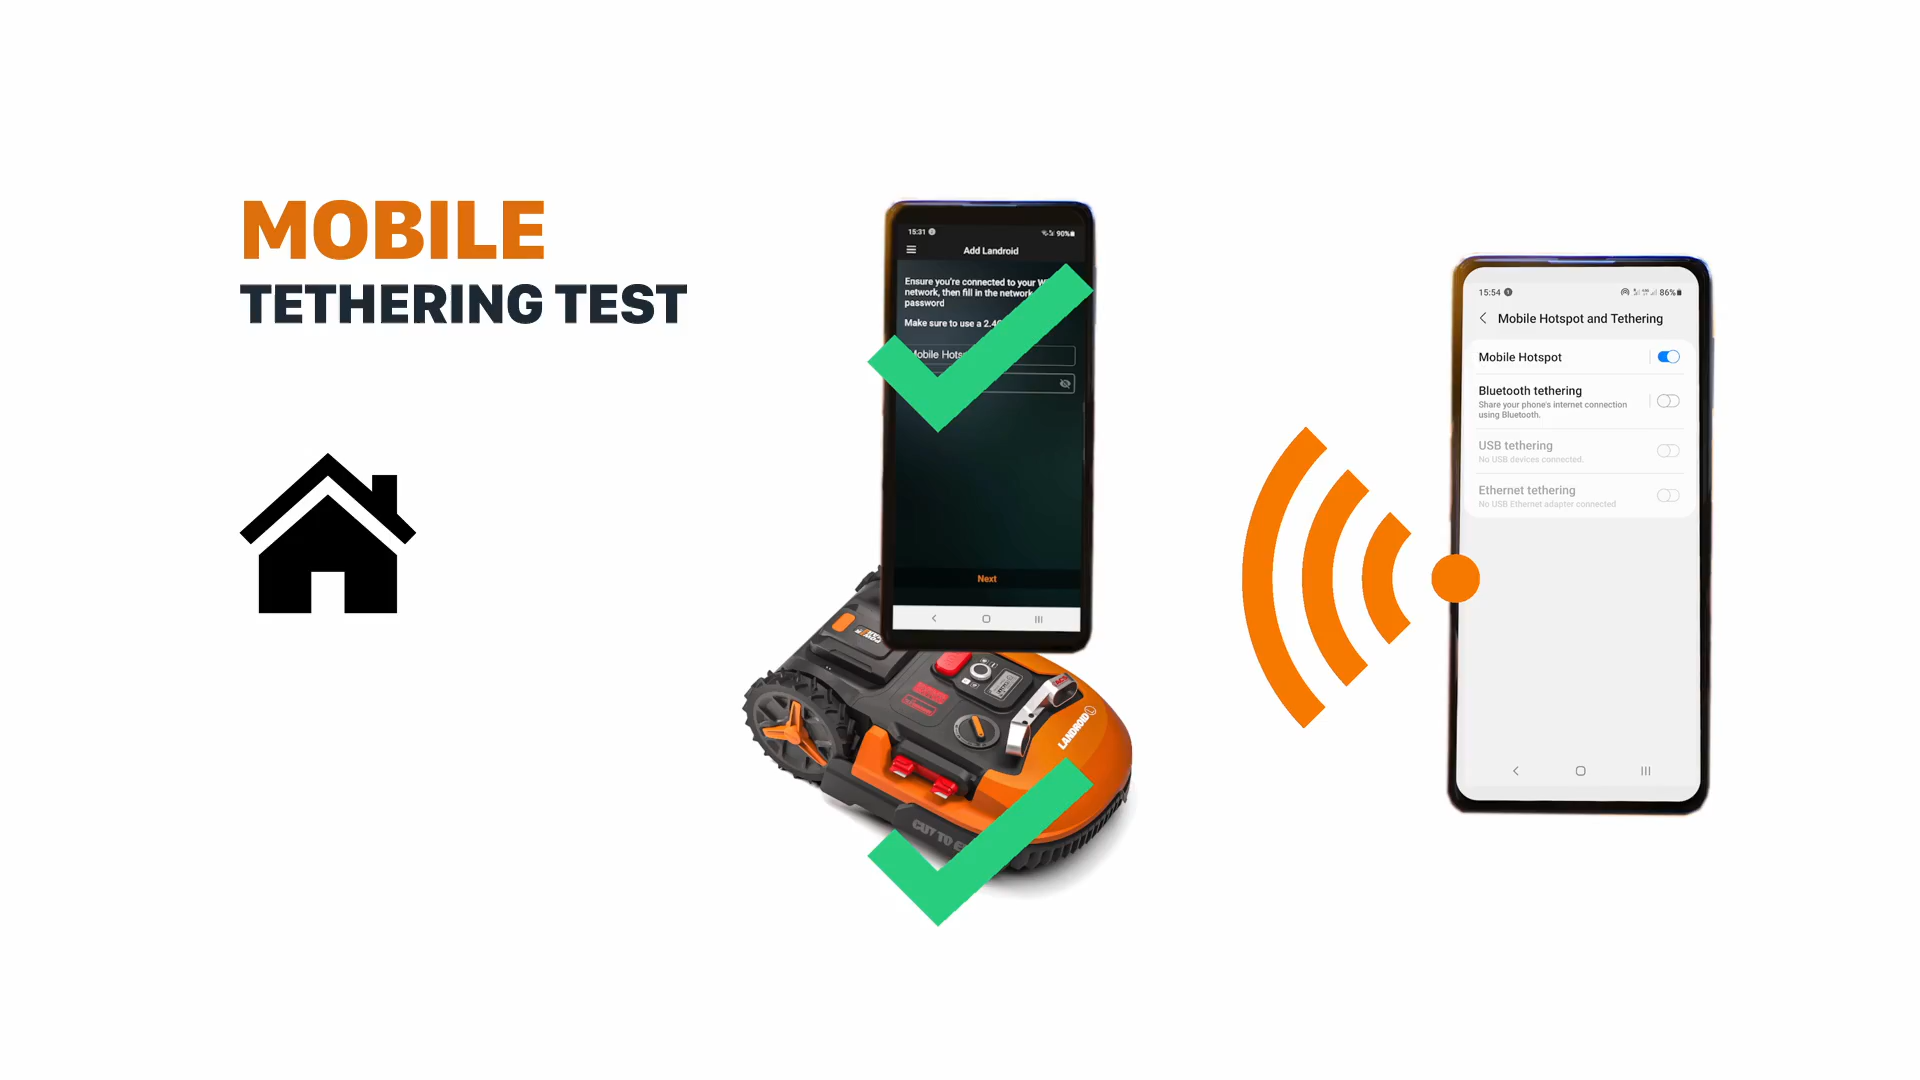 MOBILE
TETHERING TEST
15:31
90%
Add Landroid
Ensure you're connected to your
network, then fill in the network
password
Make sure to use a
Mobile
Next
LANDROID
CUT TO
15:54
86%
Mobile Hotspot and Tethering
Mobile Hotspot
Bluetooth tethering
Share your phone's internet connection
using Bluetooth.
USB tethering
No USB devices connected.
Ethernet tethering
No USB Ethernet adapter connected